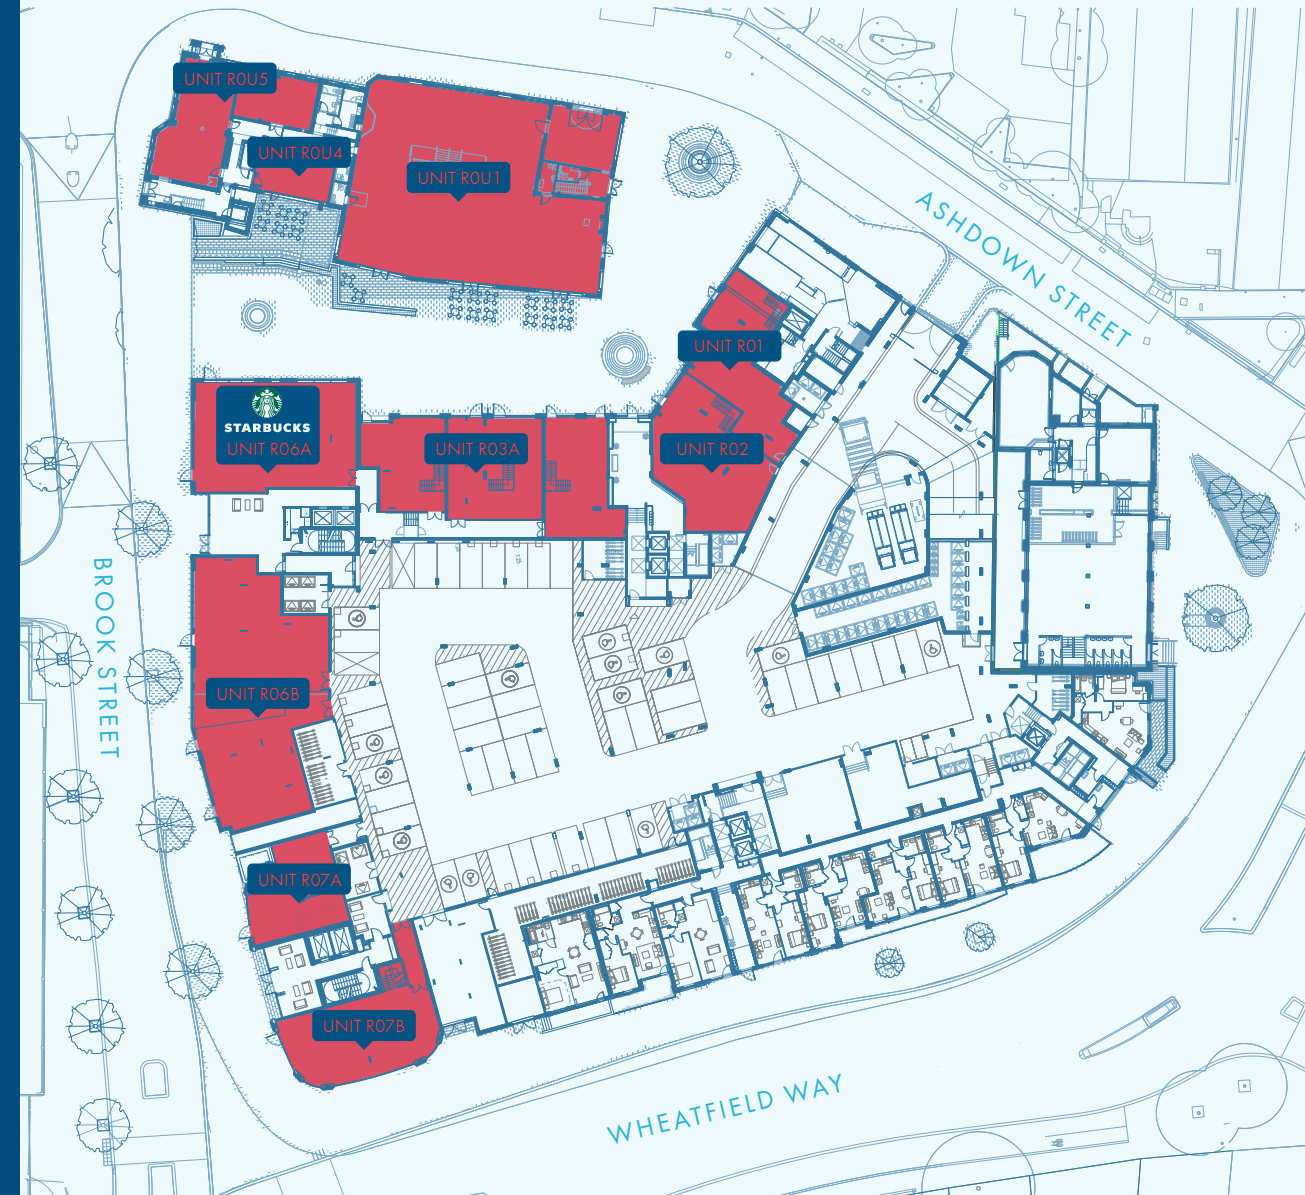 UNIT R0U5
UNIT R0U4
UNIT R0U1
ASHDOWN STREET
UNIT R01
STARBUCKS
UNIT R06A
UNIT R03A
UNIT R02
BROOK STREET
UNIT R06B
UNIT R07A
UNIT R07B
WHEATFIELD WAY